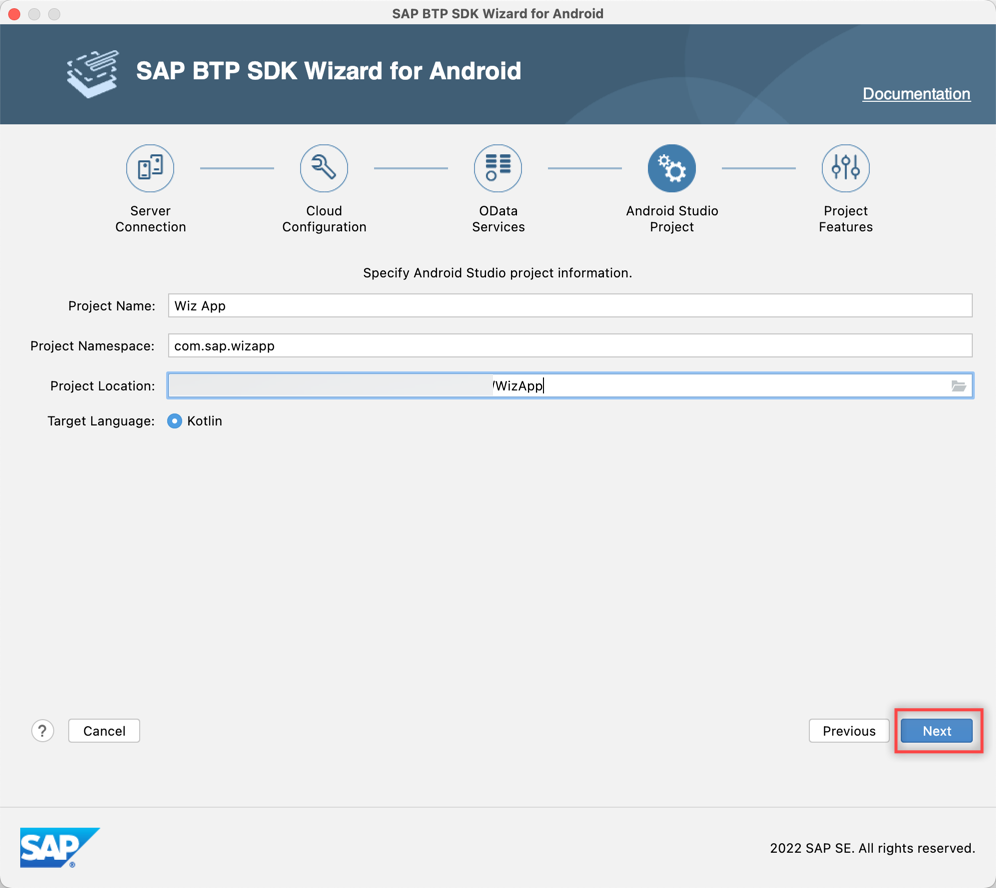 SAP BTP SDK Wizard for Android
SAP BTP SDK Wizard for Android
Documentation
Server
Connection
Cloud
Configuration
OData
Services
Android Studio
Project
Project
Features
Specify Android Studio project information.
Project Name: Wiz App
Project Namespace: com.sap.wizapp
Project Location: /WizApp
Target Language: Kotlin
? Cancel Previous Next
SAP®
2022 SAP SE. All rights reserved.